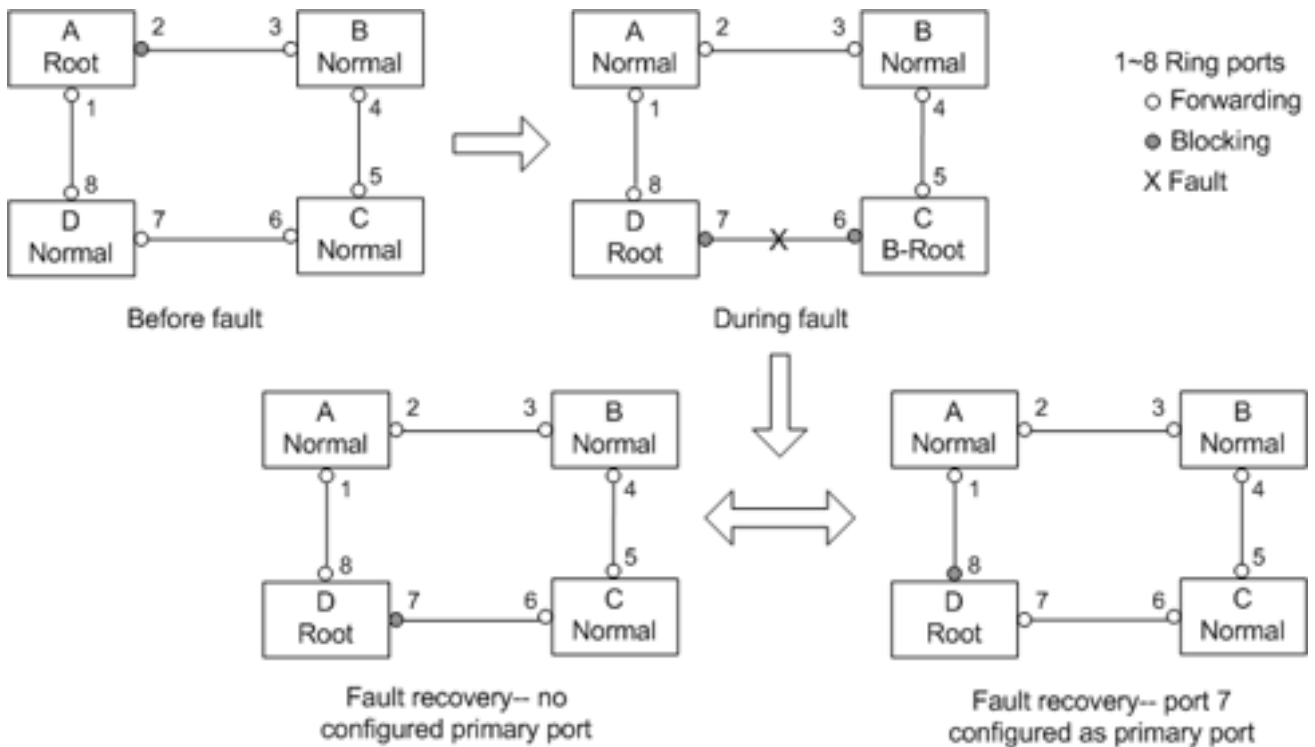 A
Root
2
3
B
Normal
1
4
8
5
D
Normal
7
6
C
Normal
Before fault
A
Normal
2
3
B
Normal
1
4
8
5
D
Root
7
X
6
C
B-Root
During fault
1~8 Ring ports
Forwarding
Blocking
X Fault
A
Normal
2
3
B
Normal
1
4
8
5
D
Root
7
6
C
Normal
Fault recovery-- no
configured primary port
A
Normal
2
3
B
Normal
1
4
8
5
D
Root
7
6
C
Normal
Fault recovery-- port 7
configured as primary port